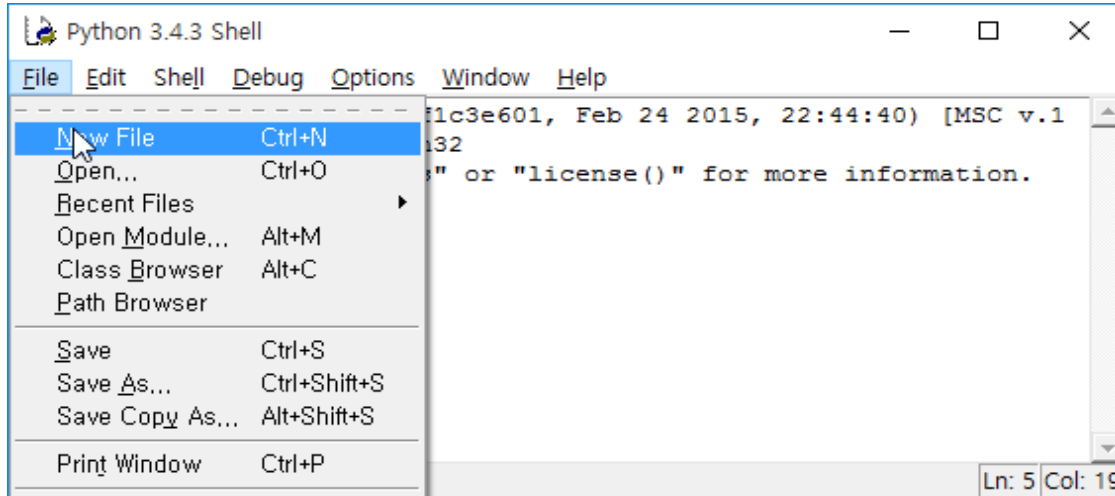 Python 3.4.3 Shell
File Edit Shell Debug Options Window Help
f1c3e601, Feb 24 2015, 22:44:40) [MSC v.1
New File Ctrl+N
n32
Open... Ctrl+O
" or "license()" for more information.
Recent Files
Open Module... Alt+M
Class Browser Alt+C
Path Browser
Save Ctrl+S
Save As... Ctrl+Shift+S
Save Copy As... Alt+Shift+S
Print Window Ctrl+P
Ln: 5 Col: 19